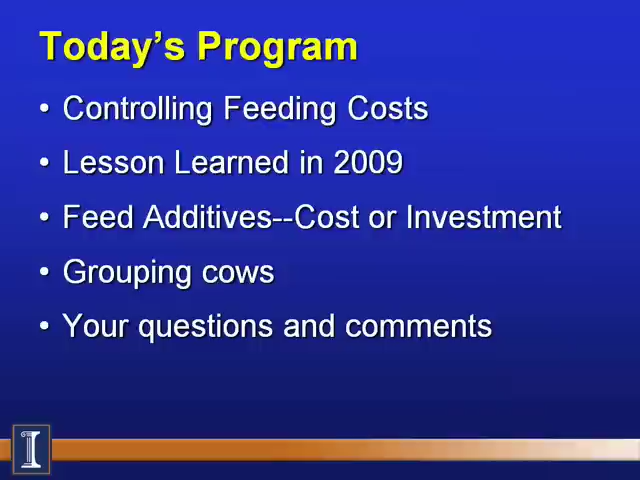 Today's Program
• Controlling Feeding Costs
• Lesson Learned in 2009
• Feed Additives--Cost or Investment
• Grouping cows
• Your questions and comments
I